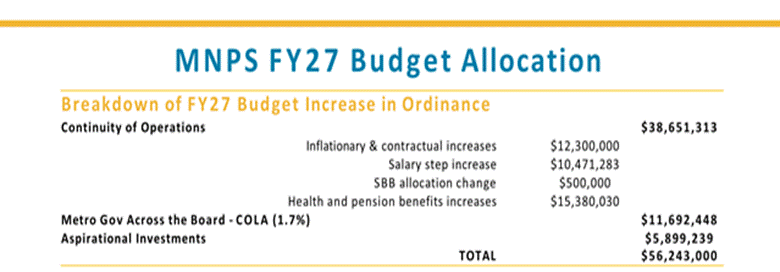 MNPS FY27 Budget Allocation
Breakdown of FY27 Budget Increase in Ordinance
Continuity of Operations $38,651,313
Inflationary & contractual increases $12,300,000
Salary step increase $10,471,283
SBB allocation change $500,000
Health and pension benefits increases $15,380,030
Metro Gov Across the Board - COLA (1.7%) $11,692,448
Aspirational Investments $5,899,239
TOTAL $56,243,000